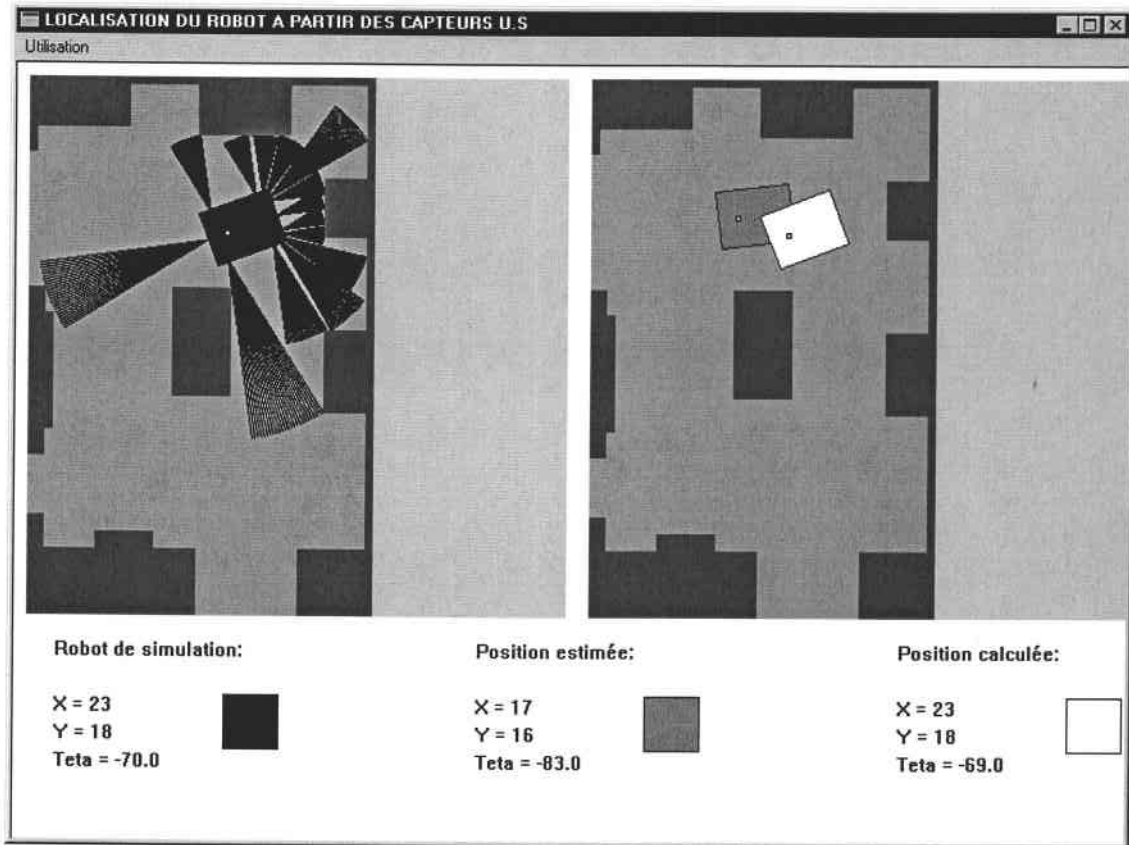 LOCALISATION DU ROBOT A PARTIR DES CAPTEURS U.S
Utilisation
Robot de simulation:
X = 23
Y = 18
Teta = -70.0
Position estimée:
X = 17
Y = 16
Teta = -83.0
Position calculée:
X = 23
Y = 18
Teta = -69.0